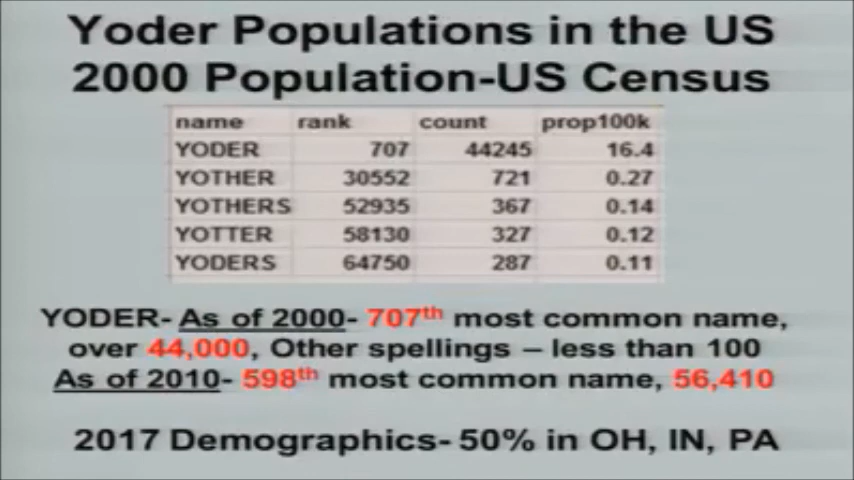 Yoder Populations in the US
2000 Population-US Census
name rank count prop100k
YODER 707 44245 16.4
YOTHER 30552 721 0.27
YOTHERS 52935 367 0.14
YOTTER 58130 327 0.12
YODERS 64750 287 0.11
YODER- As of 2000- 707th most common name,
over 44,000, Other spellings – less than 100
As of 2010- 598th most common name, 56,410
2017 Demographics- 50% in OH, IN, PA